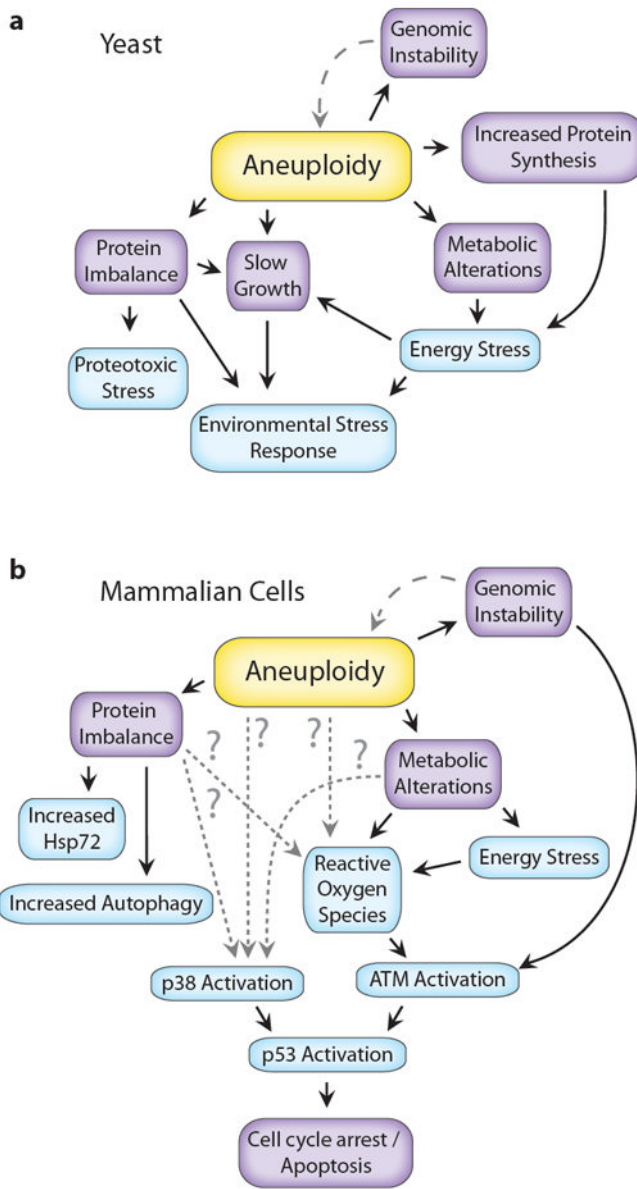 a
Yeast
Genomic
Instability
Aneuploidy
Increased Protein
Synthesis
Protein
Imbalance
Slow
Growth
Metabolic
Alterations
Proteotoxic
Stress
Energy Stress
Environmental Stress
Response
b
Mammalian Cells
Genomic
Instability
Aneuploidy
Protein
Imbalance
?
?
?
?
?
Metabolic
Alterations
Increased
Hsp72
Reactive
Oxygen
Species
Energy Stress
Increased Autophagy
p38 Activation
ATM Activation
p53 Activation
Cell cycle arrest /
Apoptosis